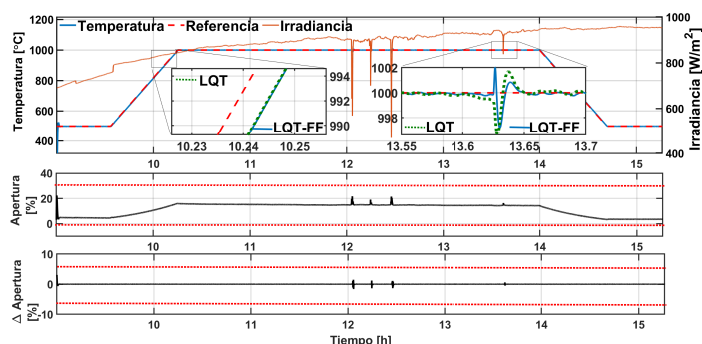 Temperatura Referencia Irradiancia
Temperatura [°C]
1200
1000
800
600
400
1000
800
600
400
Irradiancia [W/m²]
LQT
LQT-FF
994
992
990
10.23 10.24 10.25
1002
1000
998
LQT LQT-FF
13.55 13.6 13.65 13.7
10 11 12 13 14 15
Apertura
[%]
40
20
0
10 11 12 13 14 15
Δ Apertura
[%]
10
0
-10
10 11 12 13 14 15
Tiempo [h]